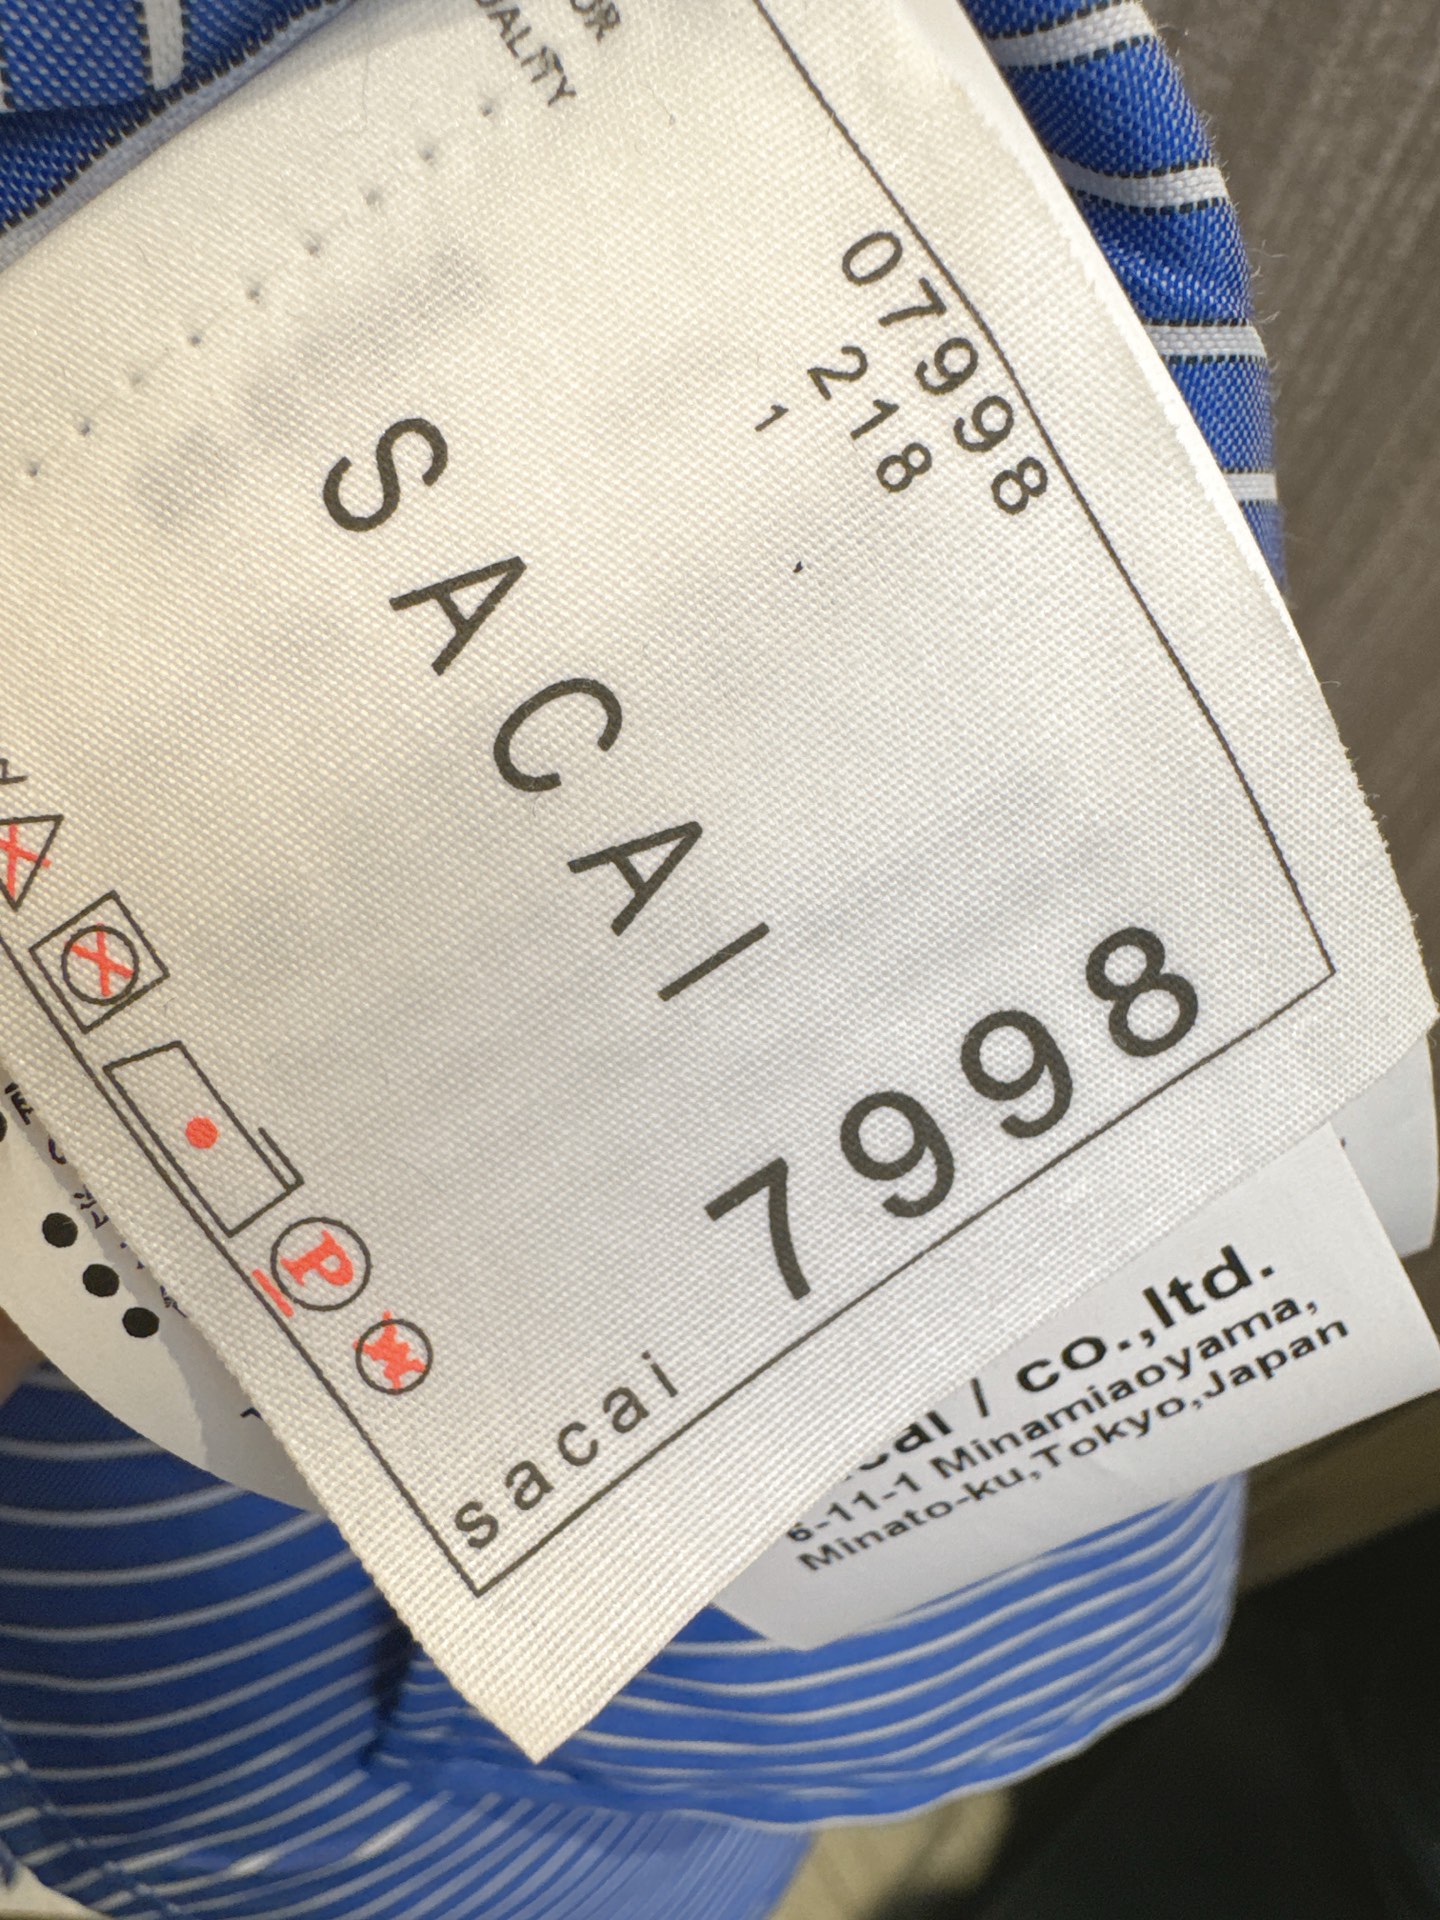 OR
UALITY
07998
218
1
SACAI
P
W
7998
sacai
/ co.,ltd.
6-11-1 Minamiaoyama,
Minato-ku,Tokyo,Japan